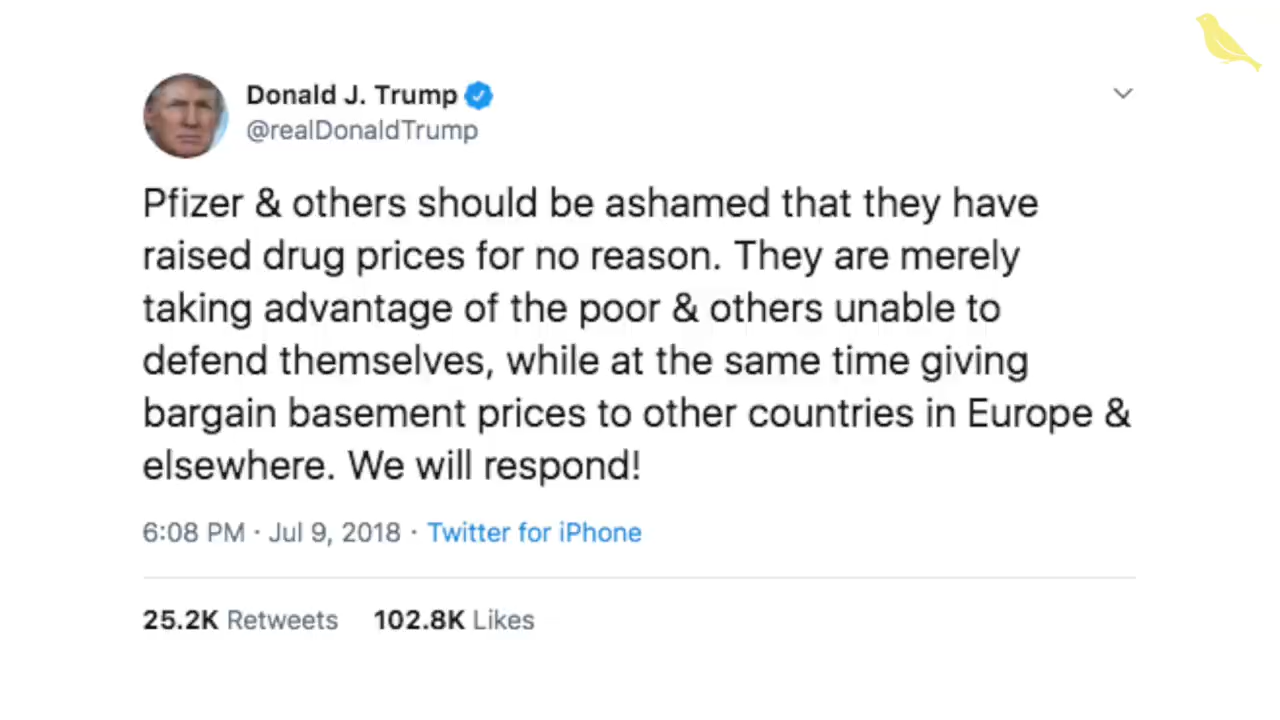 Donald J. Trump
@realDonaldTrump
Pfizer & others should be ashamed that they have
raised drug prices for no reason. They are merely
taking advantage of the poor & others unable to
defend themselves, while at the same time giving
bargain basement prices to other countries in Europe &
elsewhere. We will respond!
6:08 PM · Jul 9, 2018 · Twitter for iPhone
25.2K Retweets 102.8K Likes